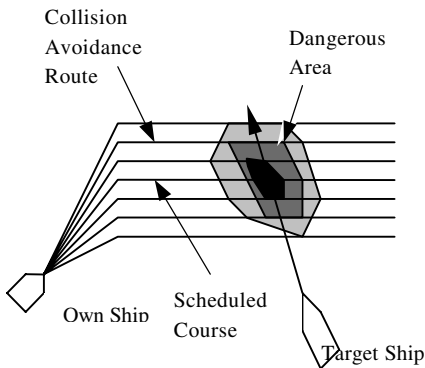 Collision
Avoidance
Route
Dangerous
Area
Own Ship
Scheduled
Course
Target Ship